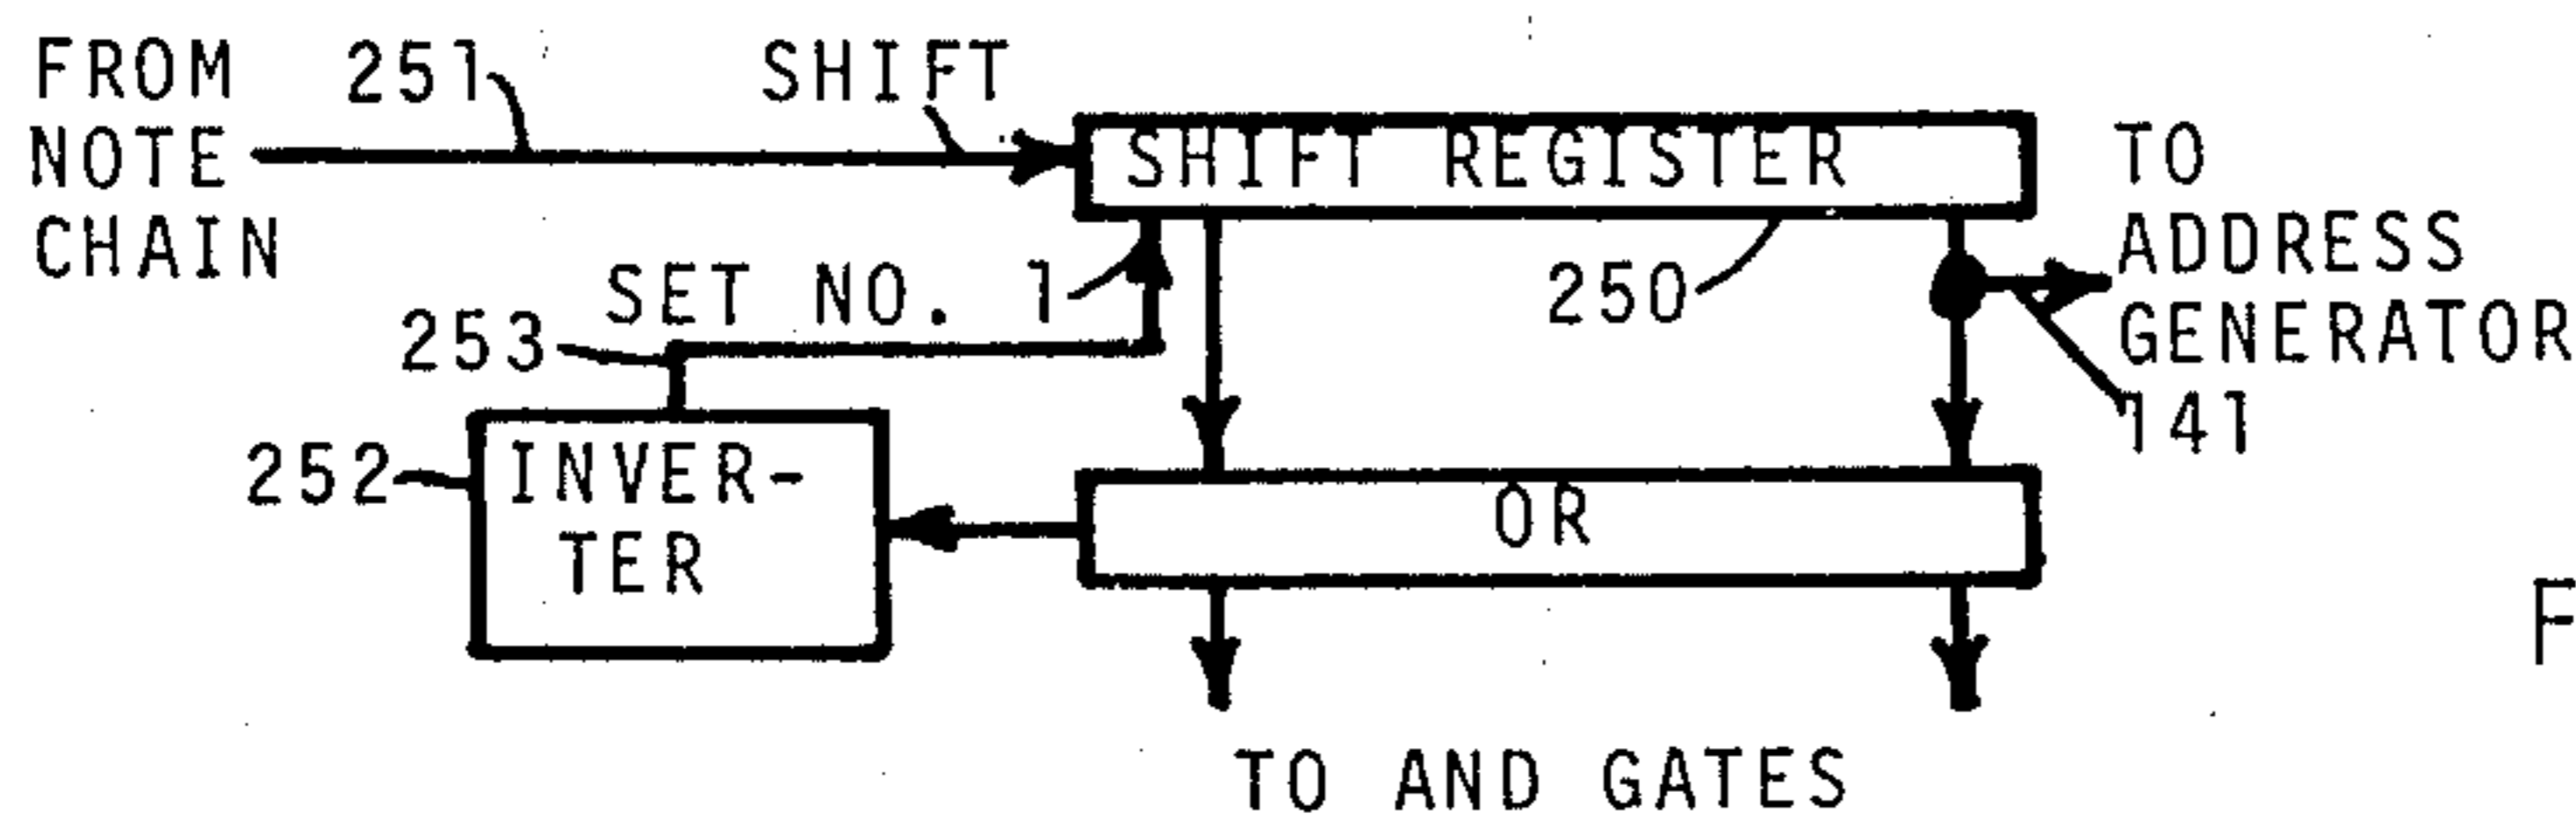 FROM
NOTE
CHAIN
251
SHIFT
SHIFT REGISTER
TO
ADDRESS
GENERATOR
141
SET NO. 1
250
253
252
INVER-
TER
OR
TO AND GATES
F